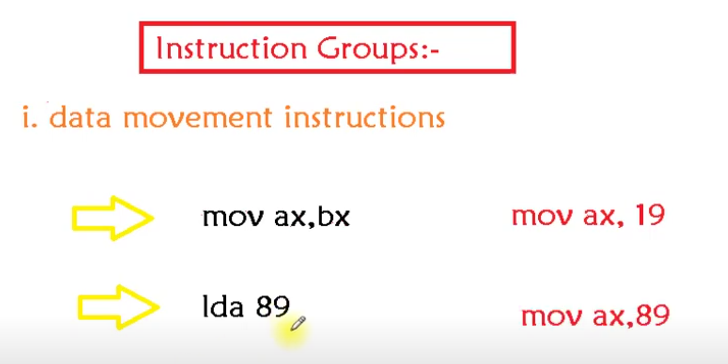 Instruction Groups:-
i. data movement instructions
mov ax,bx
mov ax, 19
lda 89
mov ax,89